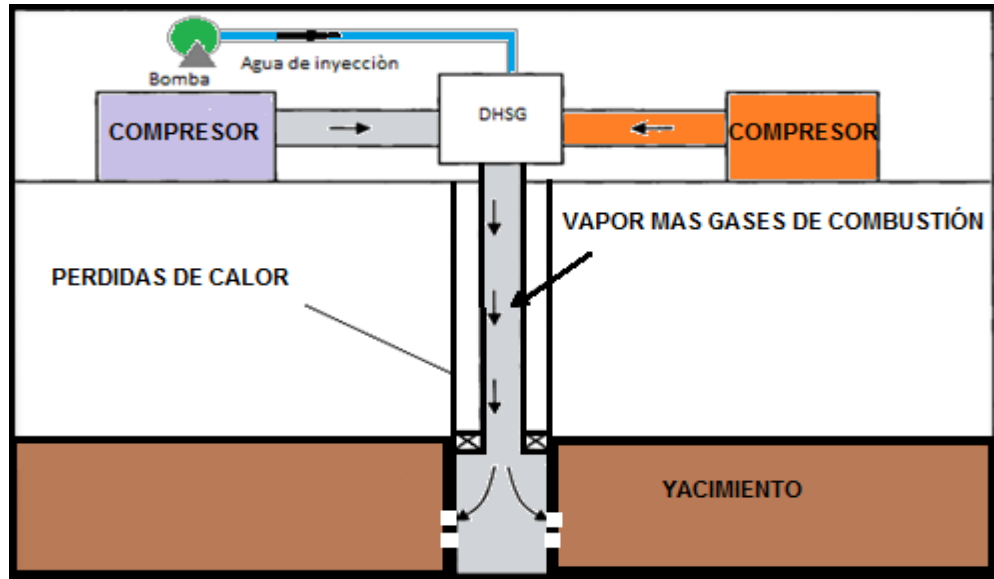 Agua de inyecciòn
Bomba
DHSG
COMPRESOR
COMPRESOR
VAPOR MAS GASES DE COMBUSTIÓN
PERDIDAS DE CALOR
YACIMIENTO